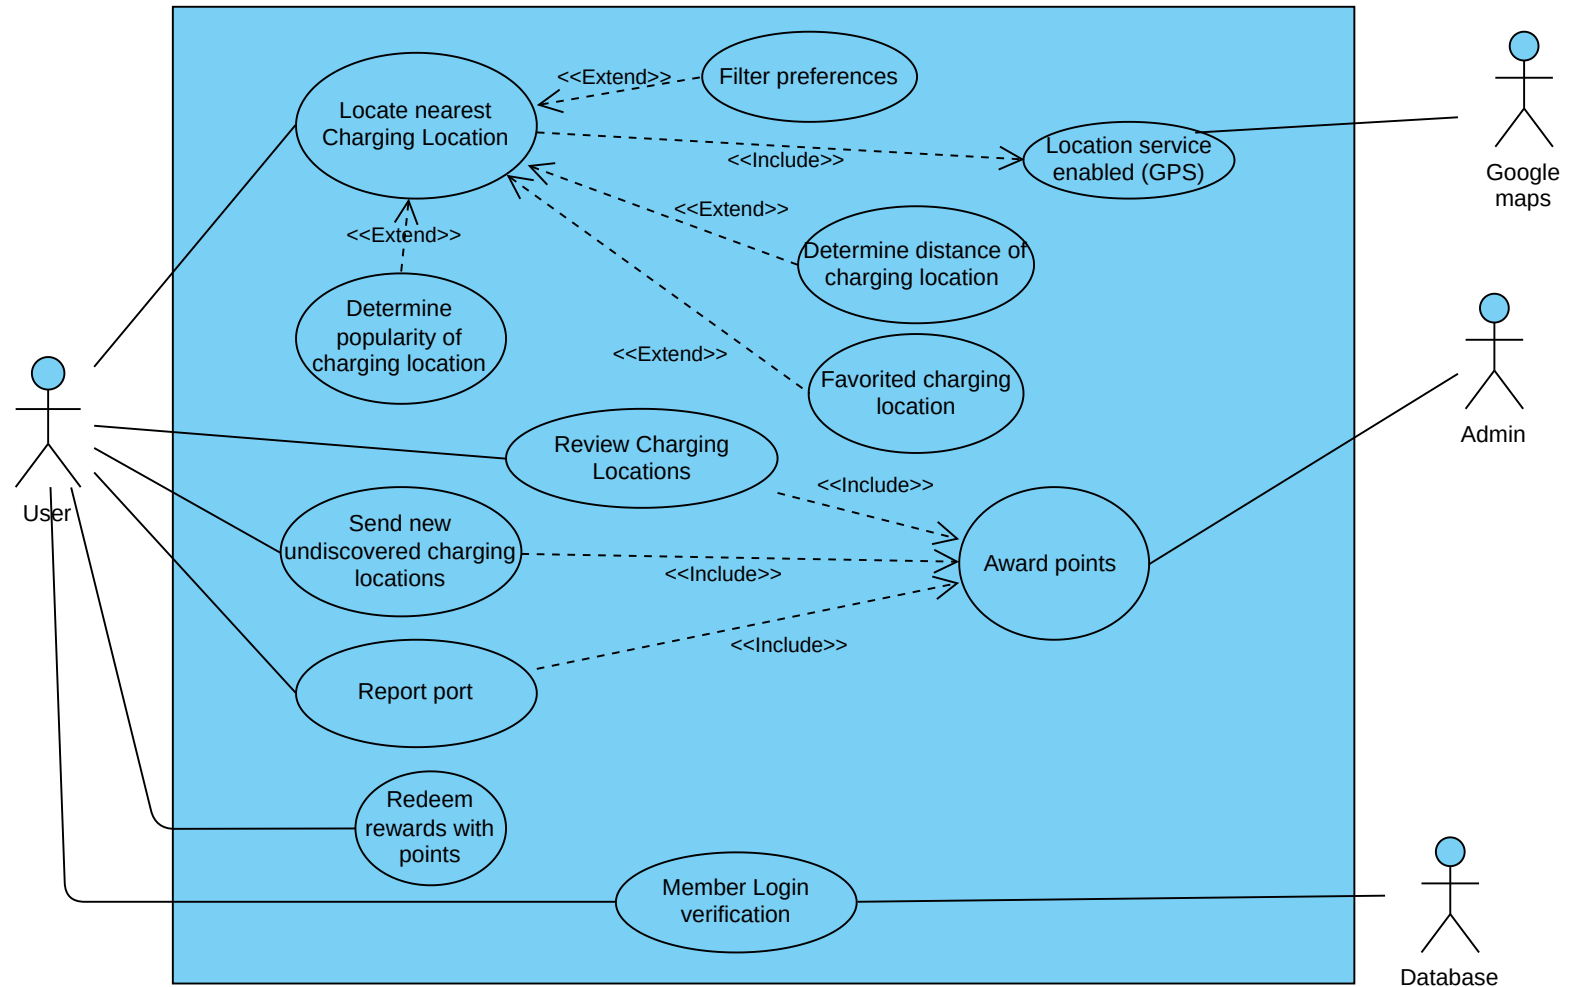 <<Extend>>
Filter preferences
Locate nearest
Charging Location
Location service
enabled (GPS)
<<Include>>
Google
maps
<<Extend>>
<<Extend>>
Determine distance of
charging location
Determine
popularity of
charging location
<<Extend>>
Favorited charging
location
Admin
Review Charging
Locations
<<Include>>
User
Send new
undiscovered charging
locations
<<Include>>
Award points
<<Include>>
Report port
Redeem
rewards with
points
Member Login
verification
Database